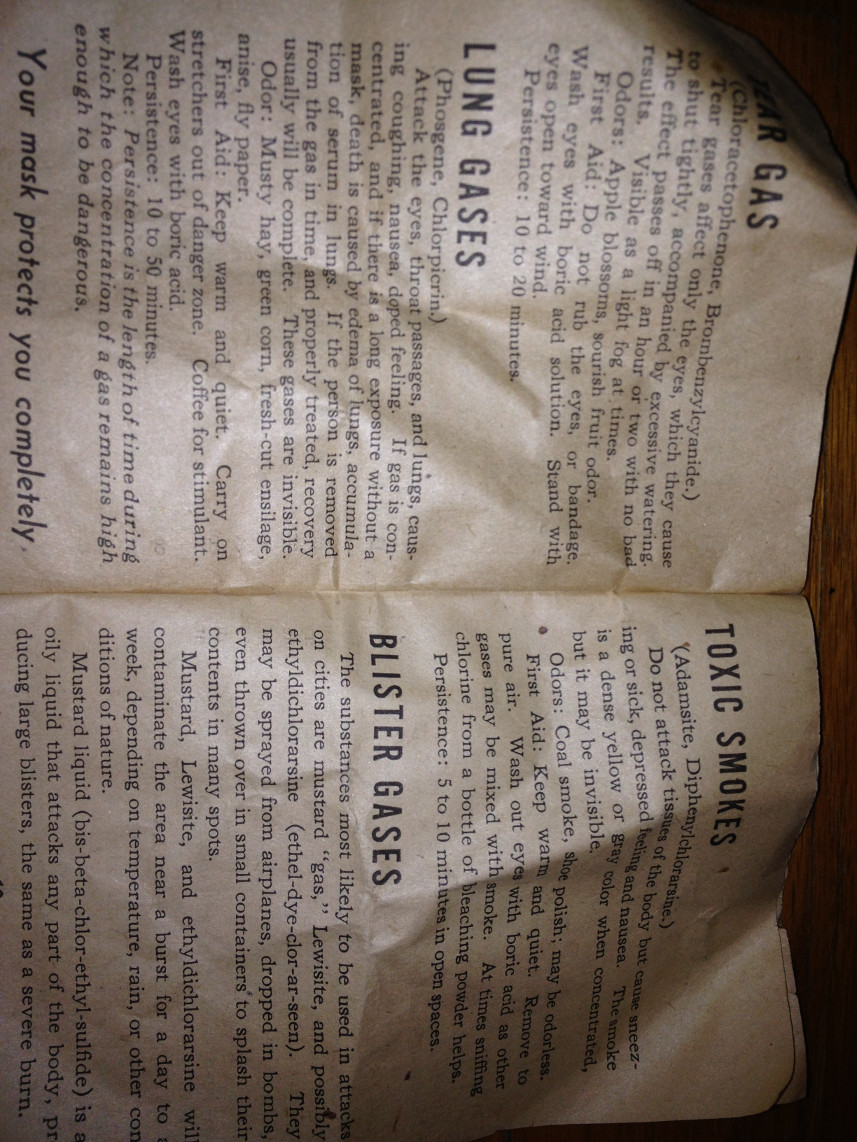 TEAR GAS
(Chloracetophenone, Brombenzylcyanide.)
Tear gases affect only the eyes, which they cause
to shut tightly, accompanied by excessive watering.
The effect passes off in an hour or two with no bad
results. Visible as a light fog at times.
Odors: Apple blossoms, sourish fruit odor.
First Aid: Do not rub the eyes, or bandage.
Wash eyes with boric acid solution. Stand with
eyes open toward wind.
Persistence: 10 to 20 minutes.
LUNG GASES
(Phosgene, Chlorpicrin.)
Attack the eyes, throat passages, and lungs, caus-
ing coughing, nausea, doped feeling. If gas is con-
centrated, and if there is a long exposure without a
mask, death is caused by edema of lungs, accumula-
tion of serum in lungs. If the person is removed
from the gas in time, and properly treated, recovery
usually will be complete. These gases are invisible.
Odor: Musty hay, green corn, fresh-cut ensilage,
anise, fly paper.
First Aid: Keep warm and quiet. Carry on
stretchers out of danger zone. Coffee for stimulant.
Wash eyes with boric acid.
Persistence: 10 to 50 minutes.
Note: Persistence is the length of time during
which the concentration of a gas remains high
enough to be dangerous.
Your mask protects you completely.
TOXIC SMOKES
(Adamsite, Diphenylchlorarsine.)
Do not attack tissues of the body but cause sneez-
ing or sick, depressed feeling and nausea. The smoke
is a dense yellow or gray color when concentrated,
but it may be invisible.
Odors: Coal smoke, shoe polish; may be odorless.
First Aid: Keep warm and quiet. Remove to
pure air. Wash out eyes with boric acid as other
gases may be mixed with smoke. At times sniffing
chlorine from a bottle of bleaching powder helps.
Persistence: 5 to 10 minutes in open spaces.
BLISTER GASES
The substances most likely to be used in attacks
on cities are mustard "gas," Lewisite, and possibly
ethyldichlorarsine (ethel-dye-clor-ar-seen). They
may be sprayed from airplanes, dropped in bombs,
even thrown over in small containers to splash their
contents in many spots.
Mustard, Lewisite, and ethyldichlorarsine will
contaminate the area near a burst for a day to a
week, depending on temperature, rain, or other con
ditions of nature.
Mustard liquid (bis-beta-chlor-ethyl-sulfide) is a
oily liquid that attacks any part of the body, pr
ducing large blisters, the same as a severe burn.